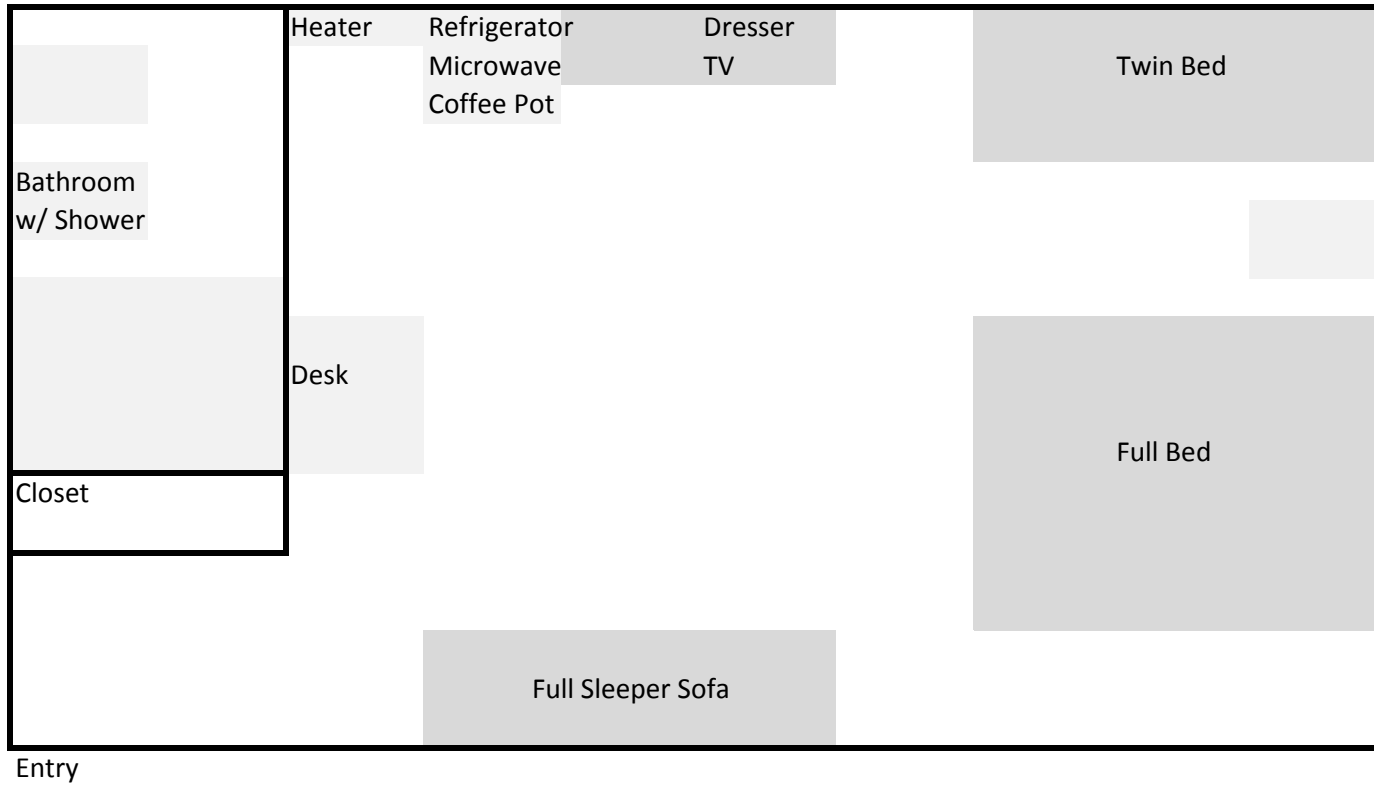 Heater
Refrigerator
Dresser
Microwave
TV
Twin Bed
Coffee Pot
Bathroom
w/ Shower
Desk
Full Bed
Closet
Full Sleeper Sofa
Entry